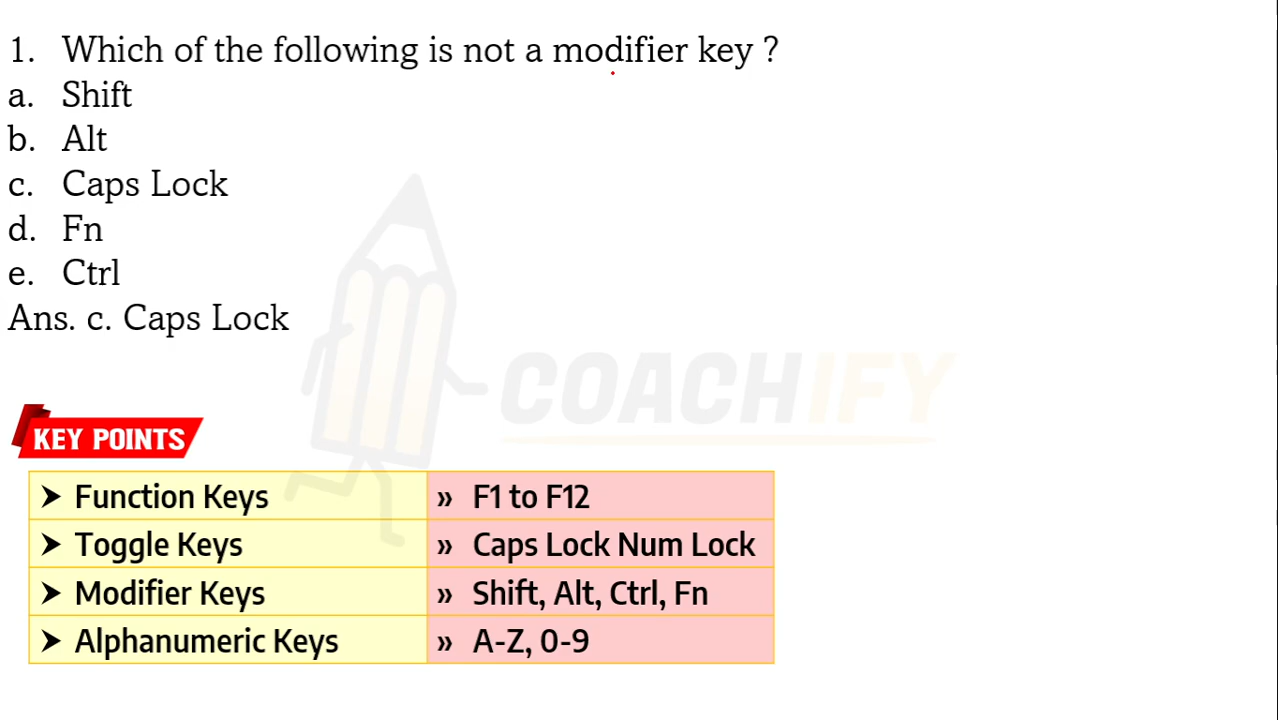 1. Which of the following is not a modifier key ?
a. Shift
b. Alt
c. Caps Lock
d. Fn
e. Ctrl
Ans. c. Caps Lock
COACHIFY
KEY POINTS
➤ Function Keys » F1 to F12
➤ Toggle Keys » Caps Lock Num Lock
➤ Modifier Keys » Shift, Alt, Ctrl, Fn
➤ Alphanumeric Keys » A-Z, 0-9